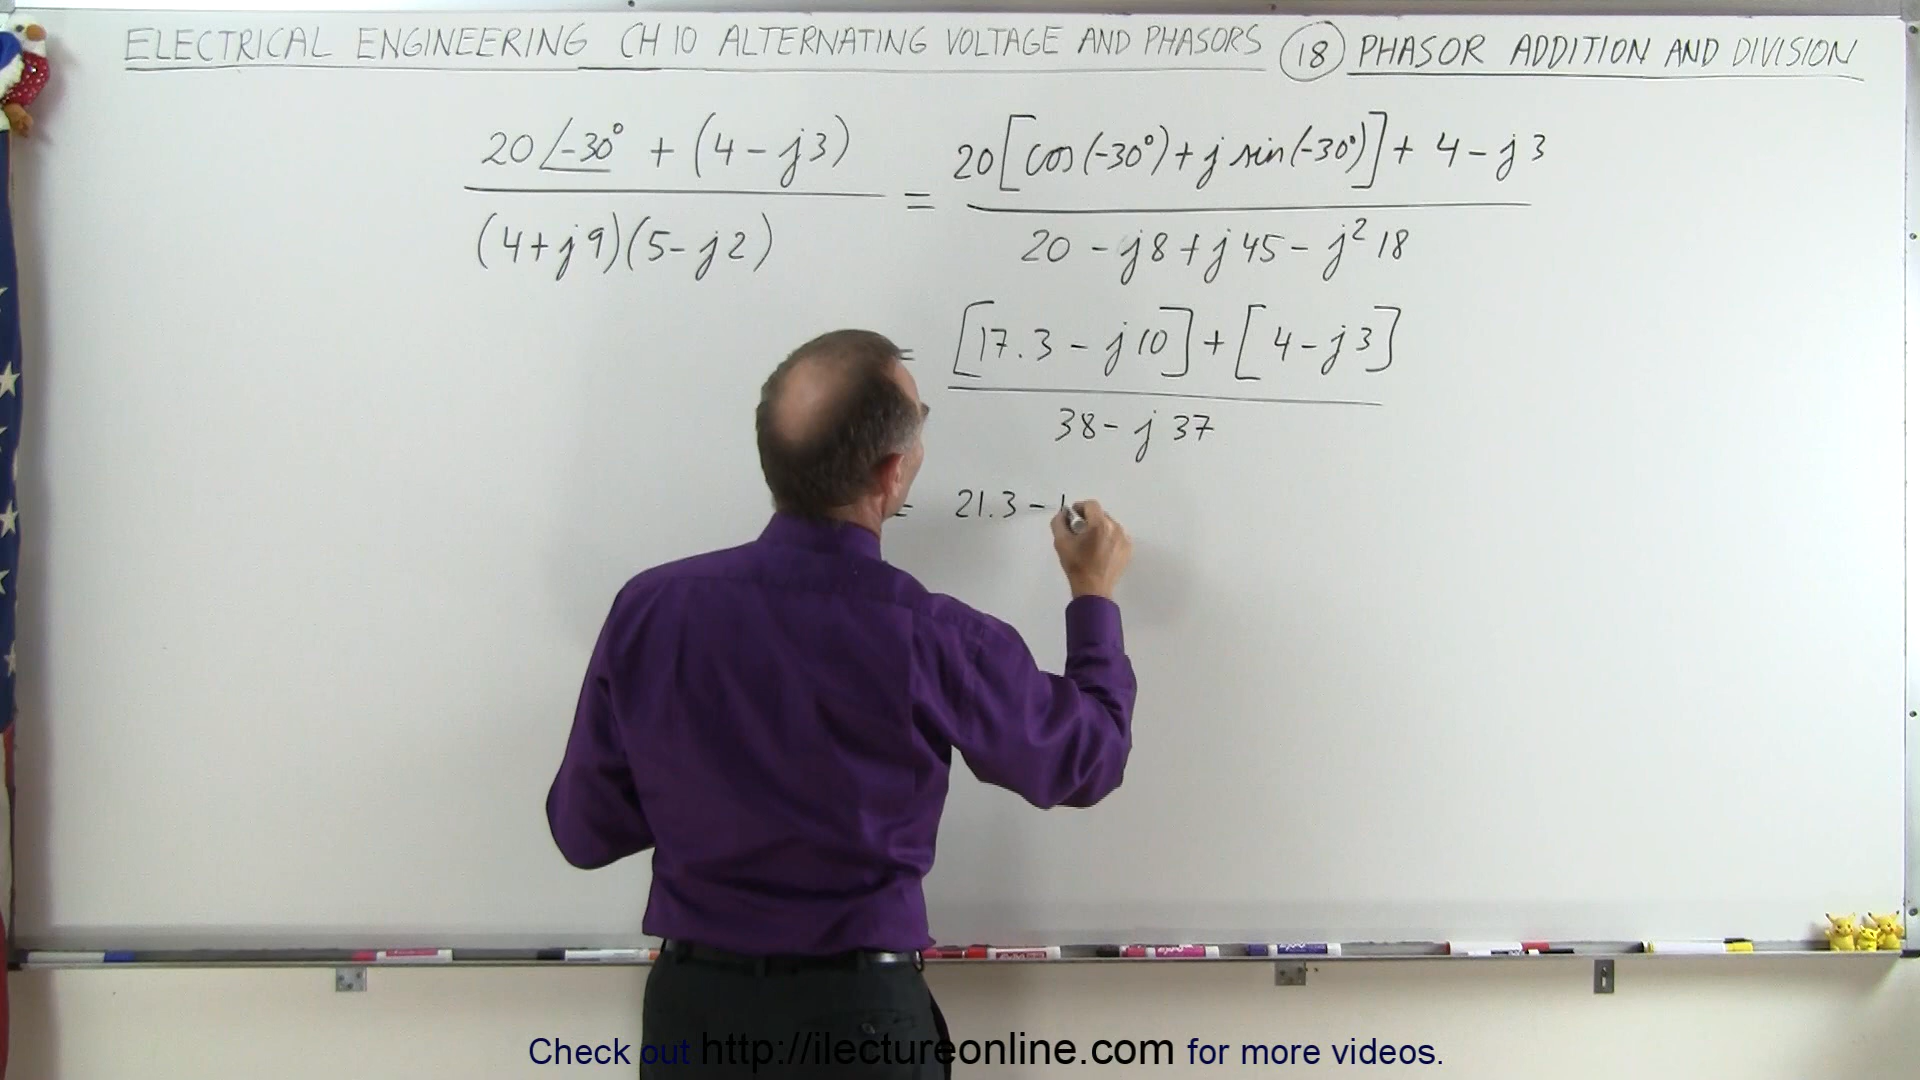 ELECTRICAL ENGINEERING CH 10 ALTERNATING VOLTAGE AND PHASORS 18 PHASOR ADDITION AND DIVISION
20∠-30° + (4 - j3)
(4 + j9)(5 - j2)
=
20[cos(-30°) + j sin(-30°)] + 4 - j3
20 - j8 + j45 - j²18
= [17.3 - j10] + [4 - j3]
38 - j37
= 21.3 -
Check out http://ilectureonline.com for more videos.